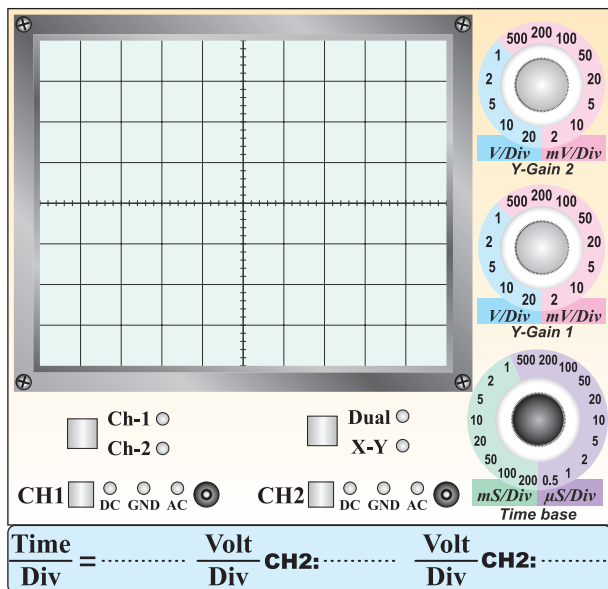 500 200 100
1 50
2 20
5 10
10 2
20
V/Div mV/Div
Y-Gain 2
500 200 100
1 50
2 20
5 10
10 2
20
V/Div mV/Div
Y-Gain 1
500 200 100
1 50
2 20
5 10
10 5
20 2
50 1
100 0.5
200
mS/Div µS/Div
Time base
Ch-1
Ch-2
Dual
X-Y
CH1 DC GND AC
CH2 DC GND AC
Time/Div = ............ Volt/Div CH2: ............ Volt/Div CH2: ............